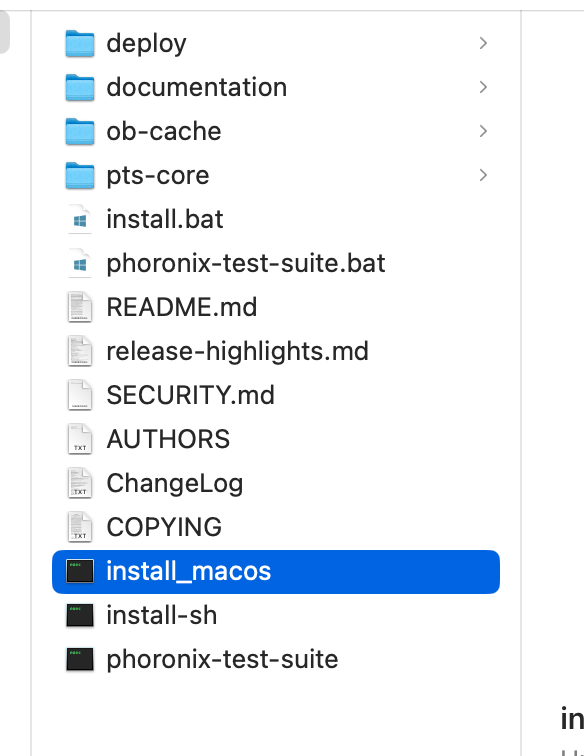 deploy
documentation
ob-cache
pts-core
install.bat
phoronix-test-suite.bat
README.md
release-highlights.md
SECURITY.md
AUTHORS
ChangeLog
COPYING
install_macos
install-sh
phoronix-test-suite
in